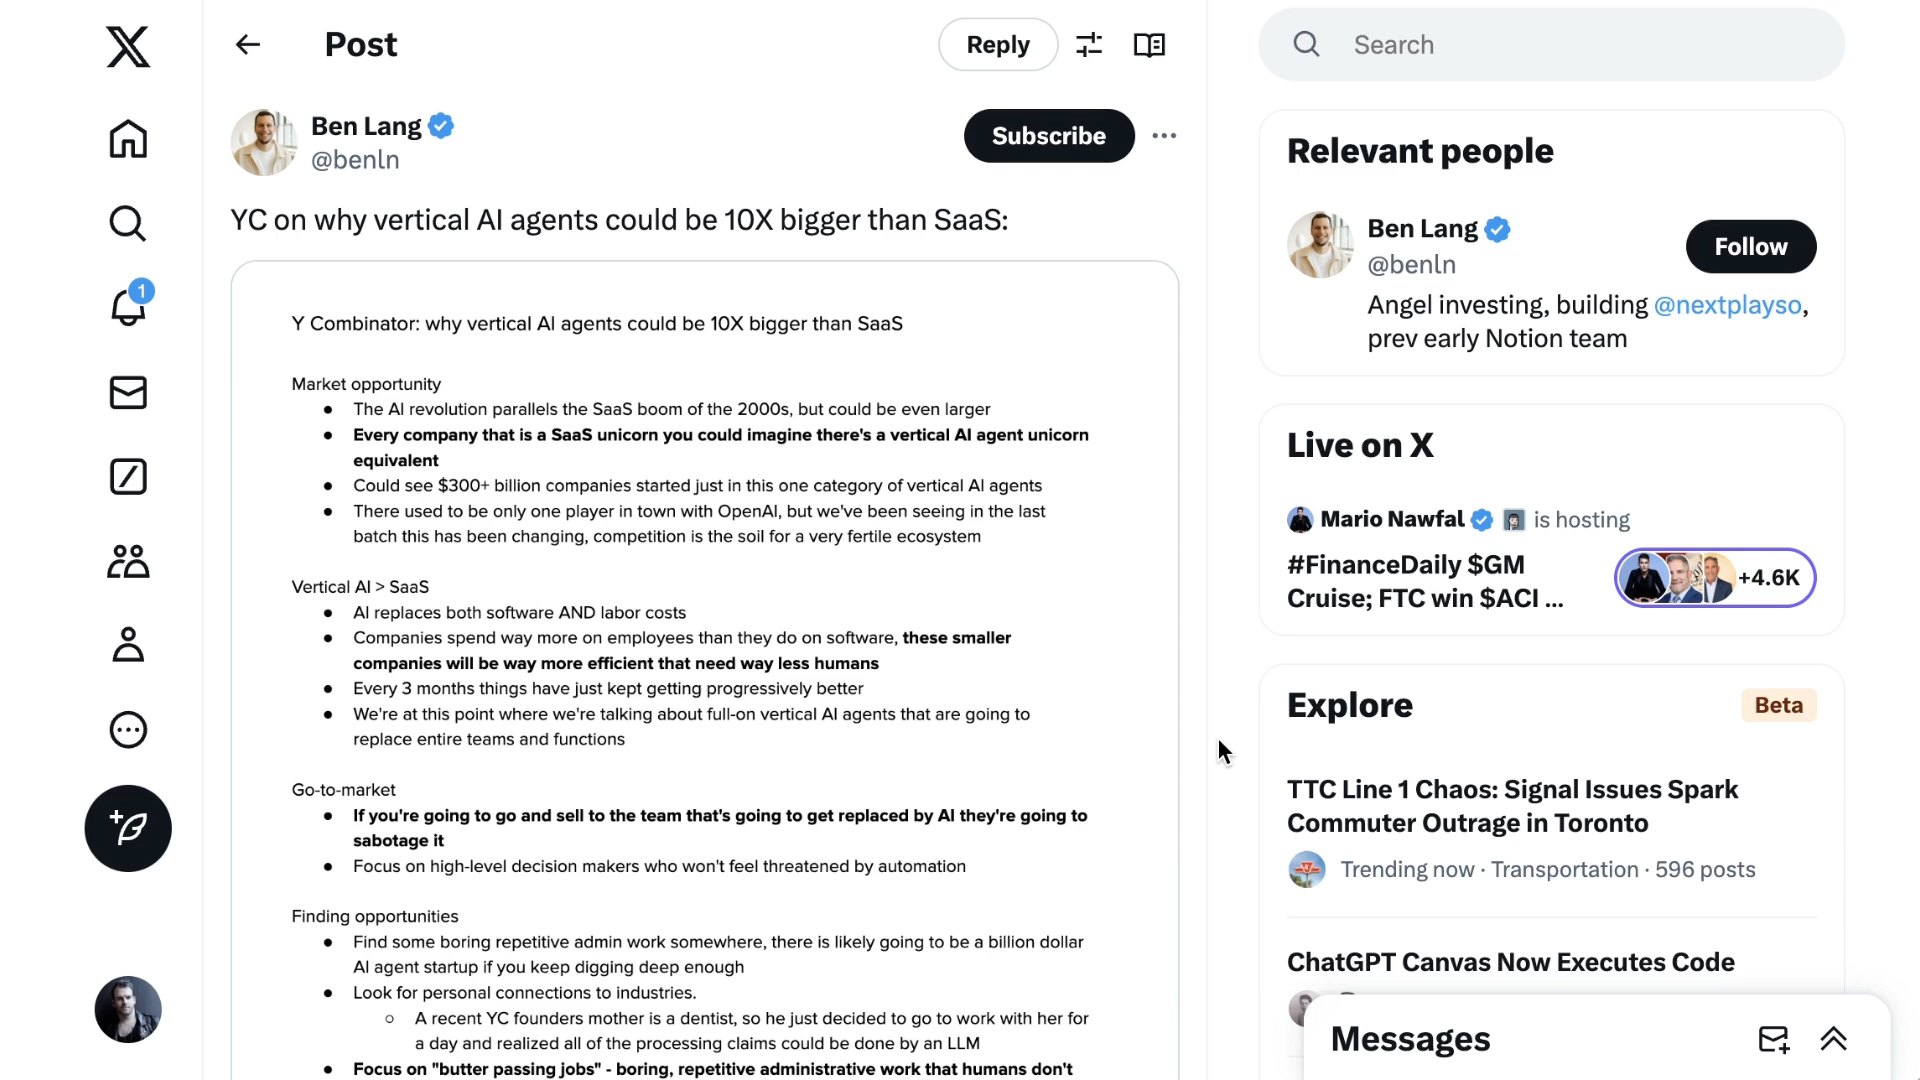 Post
Reply
Search
Ben Lang
@benln
Subscribe
YC on why vertical AI agents could be 10X bigger than SaaS:
Y Combinator: why vertical AI agents could be 10X bigger than SaaS
Market opportunity
● The AI revolution parallels the SaaS boom of the 2000s, but could be even larger
● Every company that is a SaaS unicorn you could imagine there's a vertical AI agent unicorn
equivalent
● Could see $300+ billion companies started just in this one category of vertical AI agents
● There used to be only one player in town with OpenAI, but we've been seeing in the last
batch this has been changing, competition is the soil for a very fertile ecosystem
Vertical AI > SaaS
● AI replaces both software AND labor costs
● Companies spend way more on employees than they do on software, these smaller
companies will be way more efficient that need way less humans
● Every 3 months things have just kept getting progressively better
● We're at this point where we're talking about full-on vertical AI agents that are going to
replace entire teams and functions
Go-to-market
● If you're going to go and sell to the team that's going to get replaced by AI they're going to
sabotage it
● Focus on high-level decision makers who won't feel threatened by automation
Finding opportunities
● Find some boring repetitive admin work somewhere, there is likely going to be a billion dollar
AI agent startup if you keep digging deep enough
● Look for personal connections to industries.
○ A recent YC founders mother is a dentist, so he just decided to go to work with her for
a day and realized all of the processing claims could be done by an LLM
● Focus on "butter passing jobs" - boring, repetitive administrative work that humans don't
1
Relevant people
Ben Lang
@benln
Follow
Angel investing, building @nextplayso,
prev early Notion team
Live on X
Mario Nawfal is hosting
#FinanceDaily $GM
Cruise; FTC win $ACI ...
+4.6K
Explore
Beta
TTC Line 1 Chaos: Signal Issues Spark
Commuter Outrage in Toronto
Trending now · Transportation · 596 posts
ChatGPT Canvas Now Executes Code
Messages